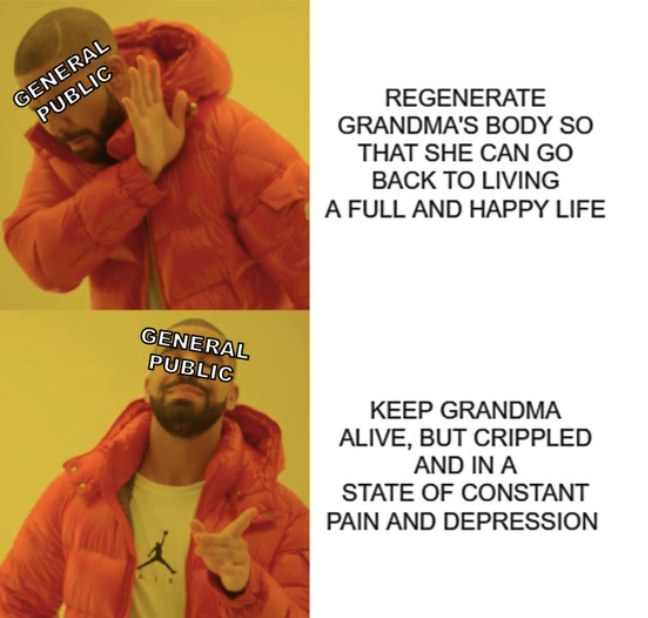 GENERAL
PUBLIC
REGENERATE
GRANDMA'S BODY SO
THAT SHE CAN GO
BACK TO LIVING
A FULL AND HAPPY LIFE
GENERAL
PUBLIC
KEEP GRANDMA
ALIVE, BUT CRIPPLED
AND IN A
STATE OF CONSTANT
PAIN AND DEPRESSION